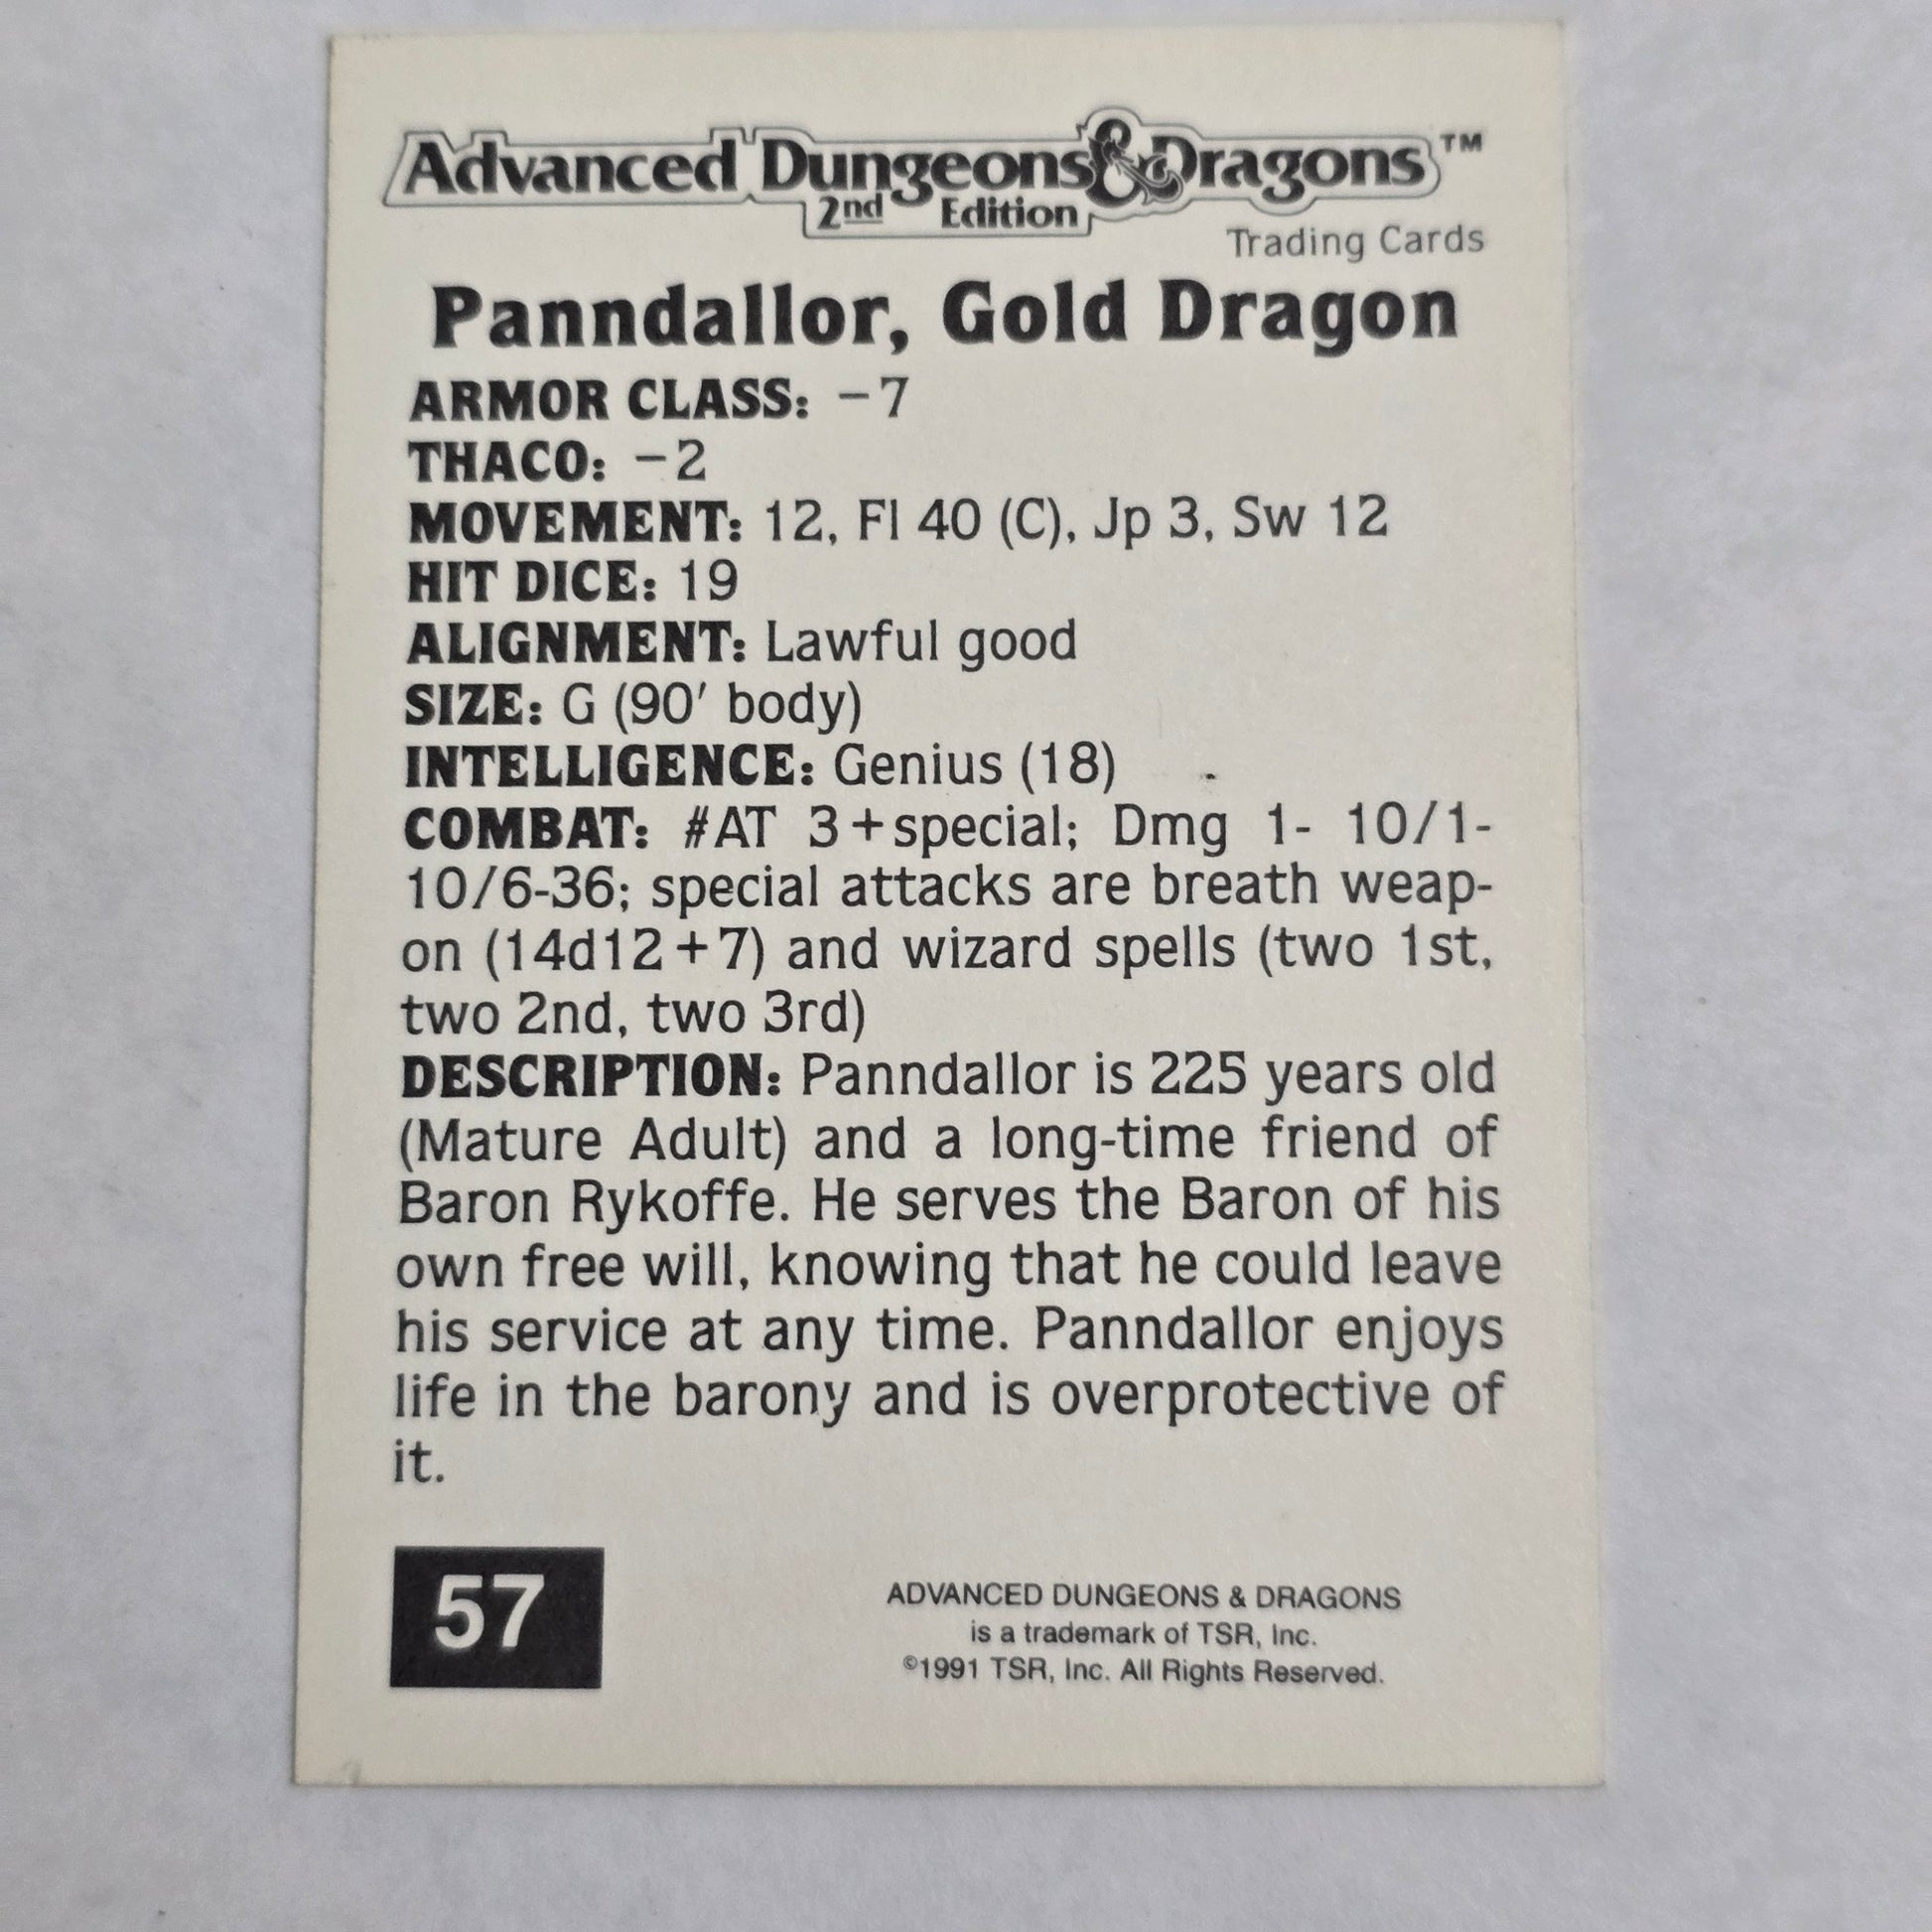 Advanced Dungeons & Dragons™
2nd Edition
Trading Cards
Panndallor, Gold Dragon
ARMOR CLASS: −7
THACO: −2
MOVEMENT: 12, Fl 40 (C), Jp 3, Sw 12
HIT DICE: 19
ALIGNMENT: Lawful good
SIZE: G (90' body)
INTELLIGENCE: Genius (18)
COMBAT: #AT 3+special; Dmg 1- 10/1-
10/6-36; special attacks are breath weap-
on (14d12+7) and wizard spells (two 1st,
two 2nd, two 3rd)
DESCRIPTION: Panndallor is 225 years old
(Mature Adult) and a long-time friend of
Baron Rykoffe. He serves the Baron of his
own free will, knowing that he could leave
his service at any time. Panndallor enjoys
life in the barony and is overprotective of
it.
57
ADVANCED DUNGEONS & DRAGONS
is a trademark of TSR, Inc.
©1991 TSR, Inc. All Rights Reserved.